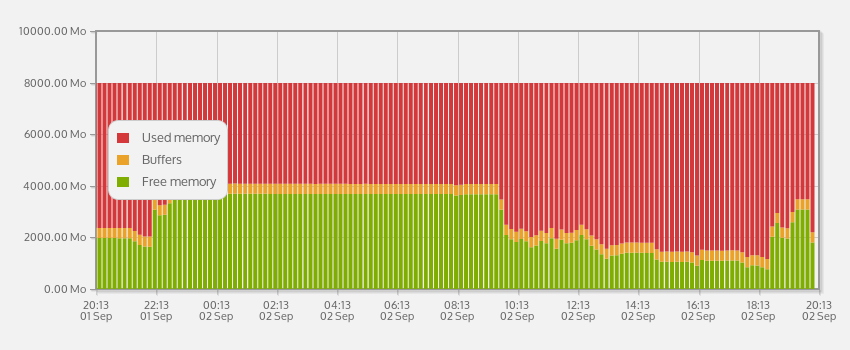 10000.00 Mo
8000.00 Mo
6000.00 Mo
4000.00 Mo
2000.00 Mo
0.00 Mo
Used memory
Buffers
Free memory
20:13 22:13 00:13 02:13 04:13 06:13 08:13 10:13 12:13 14:13 16:13 18:13 20:13
01 Sep 01 Sep 02 Sep 02 Sep 02 Sep 02 Sep 02 Sep 02 Sep 02 Sep 02 Sep 02 Sep 02 Sep 02 Sep